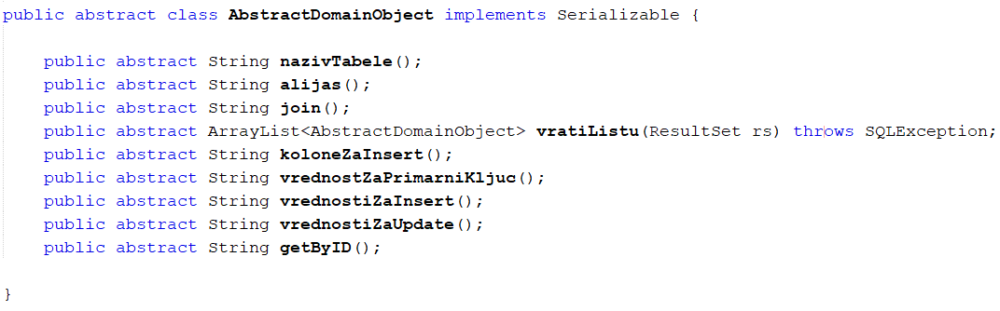 public abstract class AbstractDomainObject implements Serializable {
public abstract String nazivTabele();
public abstract String alijas();
public abstract String join();
public abstract ArrayList<AbstractDomainObject> vratiListu(ResultSet rs) throws SQLException;
public abstract String koloneZaInsert();
public abstract String vrednostZaPrimarniKljuc();
public abstract String vrednostiZaInsert();
public abstract String vrednostiZaUpdate();
public abstract String getByID();
}